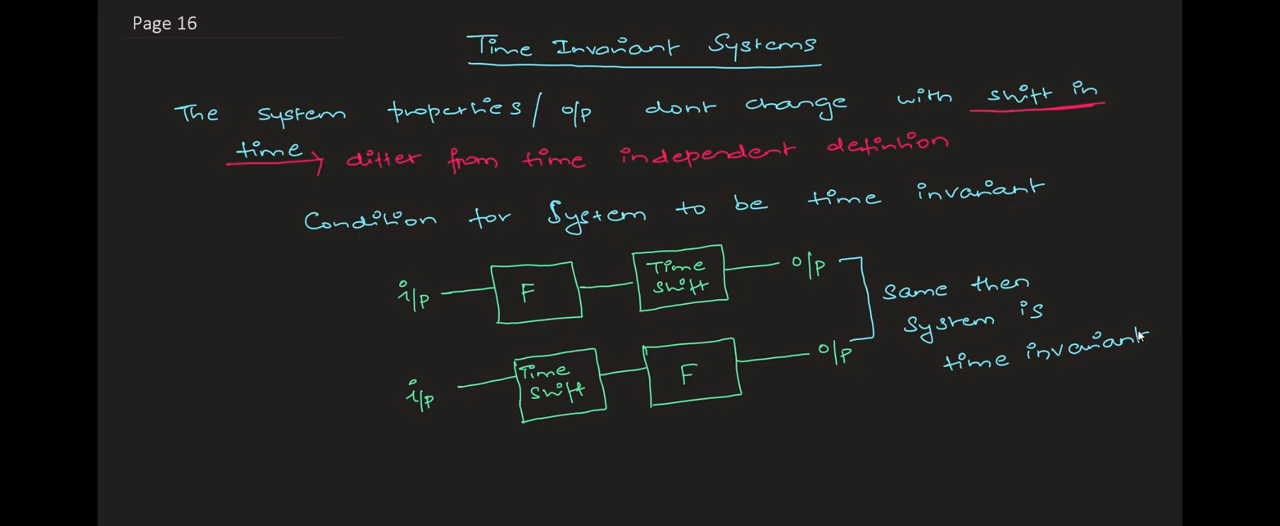 Page 16
Time Invariant Systems
The system properties/ o/p dont change with shift in
time → differ from time independent defintion
Condition for System to be time invariant
i/p F Time Shift o/p
Same then
System is
time invariant
i/p Time Shift F o/p